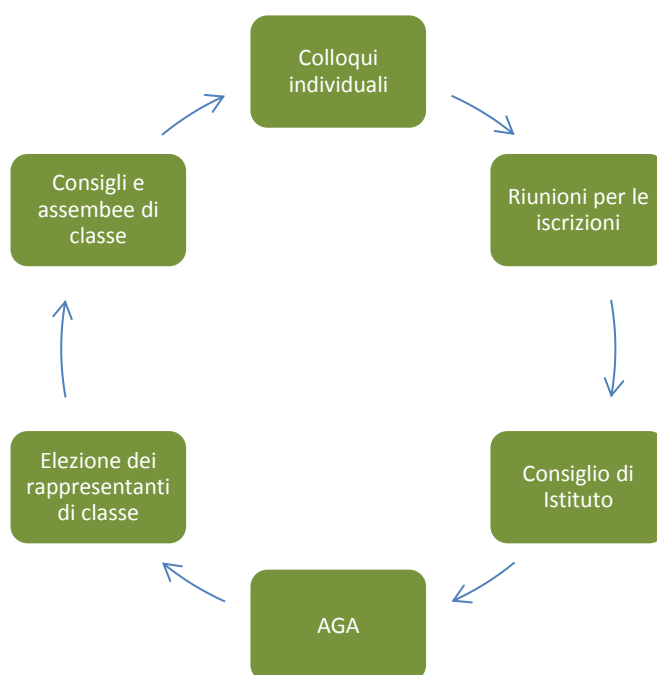 Colloqui
individuali
Riunioni per le
iscrizioni
Consiglio di
Istituto
AGA
Elezione dei
rappresentanti
di classe
Consigli e
assembee di
classe